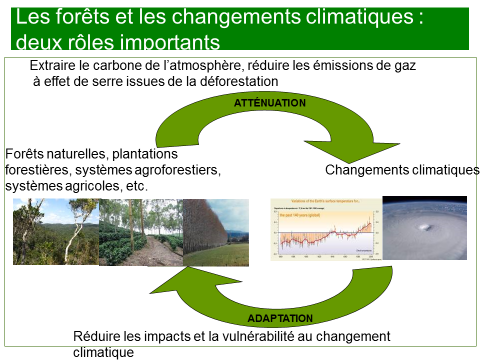 Les forêts et les changements climatiques :
deux rôles importants
Extraire le carbone de l'atmosphère, réduire les émissions de gaz
à effet de serre issues de la déforestation
ATTÉNUATION
Forêts naturelles, plantations
forestières, systèmes agroforestiers,
systèmes agricoles, etc.
Changements climatiques
ADAPTATION
Réduire les impacts et la vulnérabilité au changement
climatique